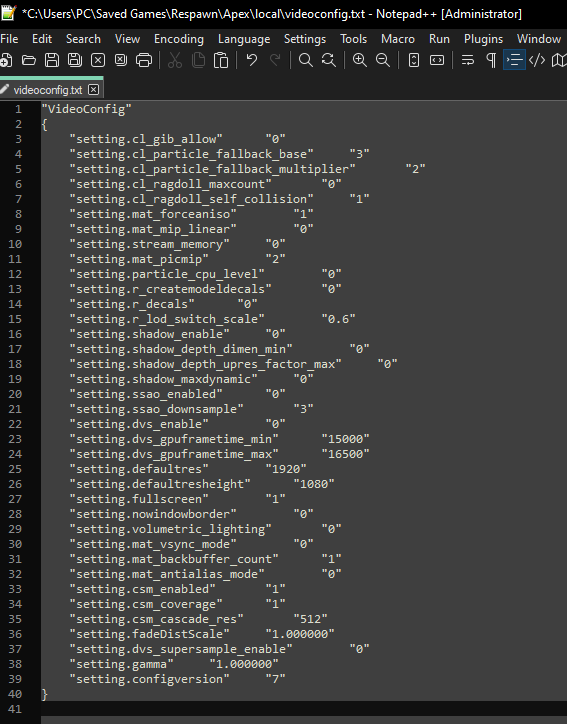 *C:\Users\PC\Saved Games\Respawn\Apex\local\videoconfig.txt - Notepad++ [Administrator]
File Edit Search View Encoding Language Settings Tools Macro Run Plugins Window
videoconfig.txt
1 "VideoConfig"
2 {
3 "setting.cl_gib_allow" "0"
4 "setting.cl_particle_fallback_base" "3"
5 "setting.cl_particle_fallback_multiplier" "2"
6 "setting.cl_ragdoll_maxcount" "0"
7 "setting.cl_ragdoll_self_collision" "1"
8 "setting.mat_forceaniso" "1"
9 "setting.mat_mip_linear" "0"
10 "setting.stream_memory" "0"
11 "setting.mat_picmip" "2"
12 "setting.particle_cpu_level" "0"
13 "setting.r_createmodeldecals" "0"
14 "setting.r_decals" "0"
15 "setting.r_lod_switch_scale" "0.6"
16 "setting.shadow_enable" "0"
17 "setting.shadow_depth_dimen_min" "0"
18 "setting.shadow_depth_upres_factor_max" "0"
19 "setting.shadow_maxdynamic" "0"
20 "setting.ssao_enabled" "0"
21 "setting.ssao_downsample" "3"
22 "setting.dvs_enable" "0"
23 "setting.dvs_gpuframetime_min" "15000"
24 "setting.dvs_gpuframetime_max" "16500"
25 "setting.defaultres" "1920"
26 "setting.defaultresheight" "1080"
27 "setting.fullscreen" "1"
28 "setting.nowindowborder" "0"
29 "setting.volumetric_lighting" "0"
30 "setting.mat_vsync_mode" "0"
31 "setting.mat_backbuffer_count" "1"
32 "setting.mat_antialias_mode" "0"
33 "setting.csm_enabled" "1"
34 "setting.csm_coverage" "1"
35 "setting.csm_cascade_res" "512"
36 "setting.fadeDistScale" "1.000000"
37 "setting.dvs_supersample_enable" "0"
38 "setting.gamma" "1.000000"
39 "setting.configversion" "7"
40 }
41